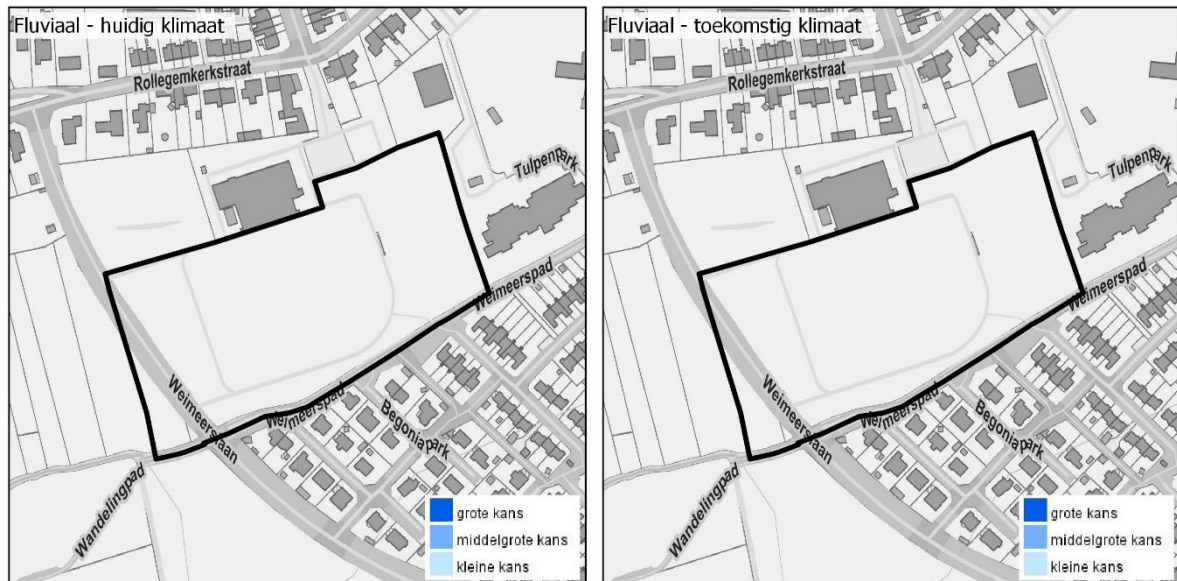 Fluviaal - huidig klimaat
Rollegemkerkstraat
Tulpenpark
Weimeerspad
Weimeerslaan
Weimeerspad
Begoniapark
Wandelingpad
grote kans
middelgrote kans
kleine kans
Fluviaal - toekomstig klimaat
Rollegemkerkstraat
Tulpenpark
Weimeerspad
Weimeerslaan
Weimeerspad
Begoniapark
Wandelingpad
grote kans
middelgrote kans
kleine kans